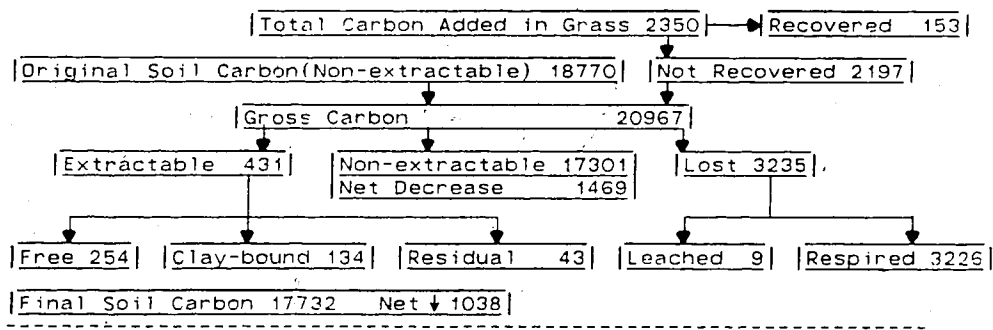 Total Carbon Added in Grass 2350 Recovered 153
Original Soil Carbon(Non-extractable) 18770 Not Recovered 2197
Gross Carbon 20967
Extractable 431 Non-extractable 17301 Lost 3235
Net Decrease 1469
Free 254 Clay-bound 134 Residual 43 Leached 9 Respired 3226
Final Soil Carbon 17732 Net ↓ 1038